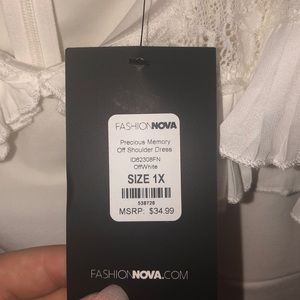 FASHIONNOVA
Precious Memory
Off Shoulder Dress
ID62308FN
OffWhite
SIZE 1X
538728
MSRP: $34.99
FASHIONNOVA.COM